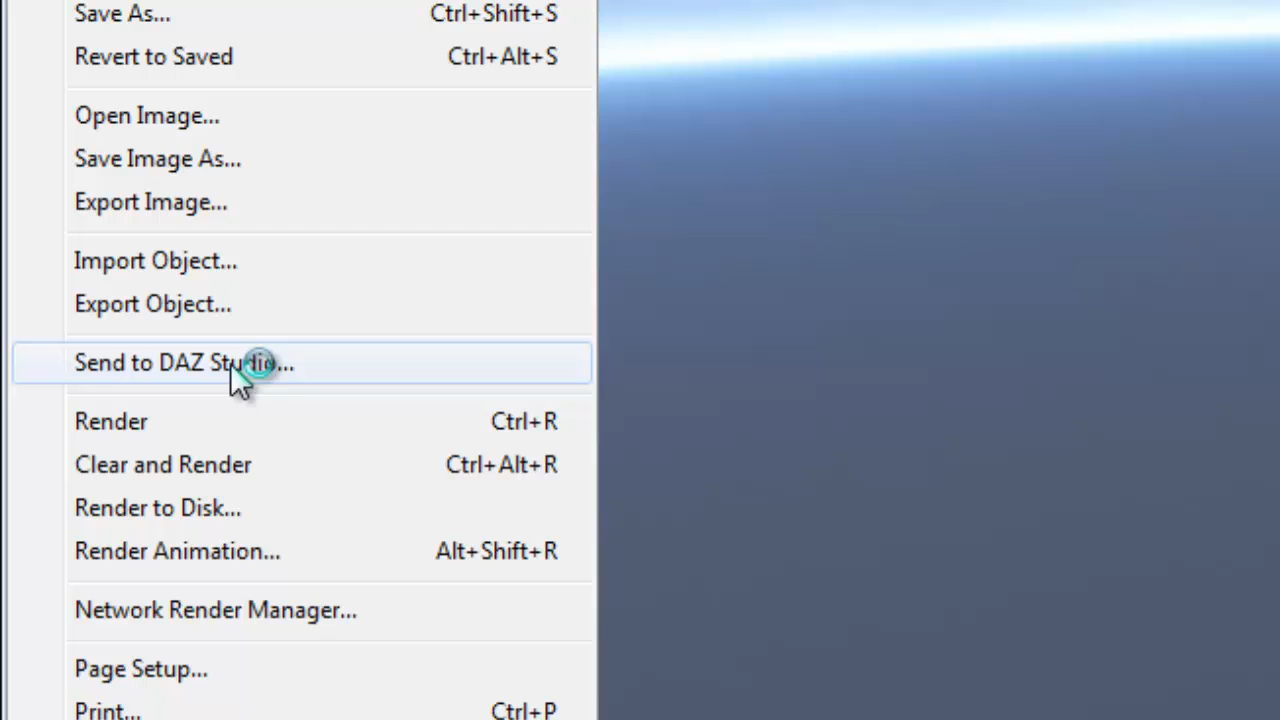 Save As... Ctrl+Shift+S
Revert to Saved Ctrl+Alt+S
Open Image...
Save Image As...
Export Image...
Import Object...
Export Object...
Send to DAZ Studio...
Render Ctrl+R
Clear and Render Ctrl+Alt+R
Render to Disk...
Render Animation... Alt+Shift+R
Network Render Manager...
Page Setup...
Print... Ctrl+P